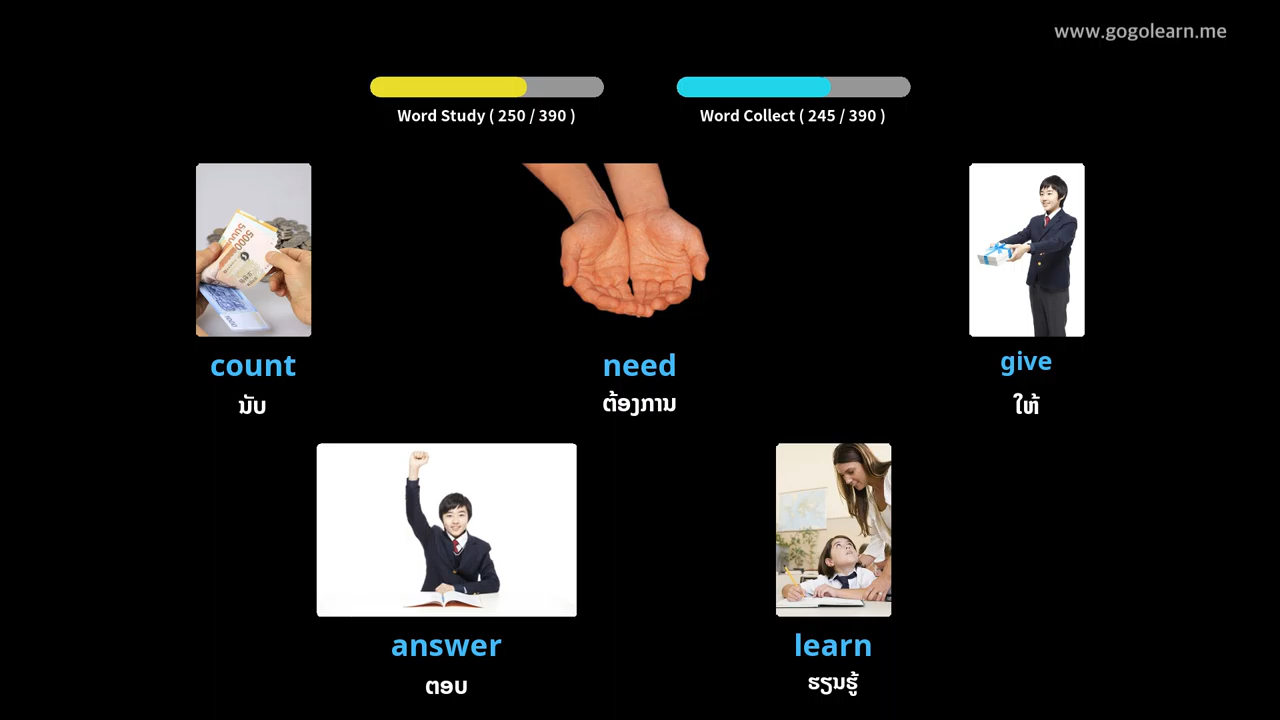 www.gogolearn.me
Word Study ( 250 / 390 )
Word Collect ( 245 / 390 )
count
ນັບ
need
ຕ້ອງການ
give
ໃຫ້
answer
ຕອບ
learn
ຮຽນຮູ້